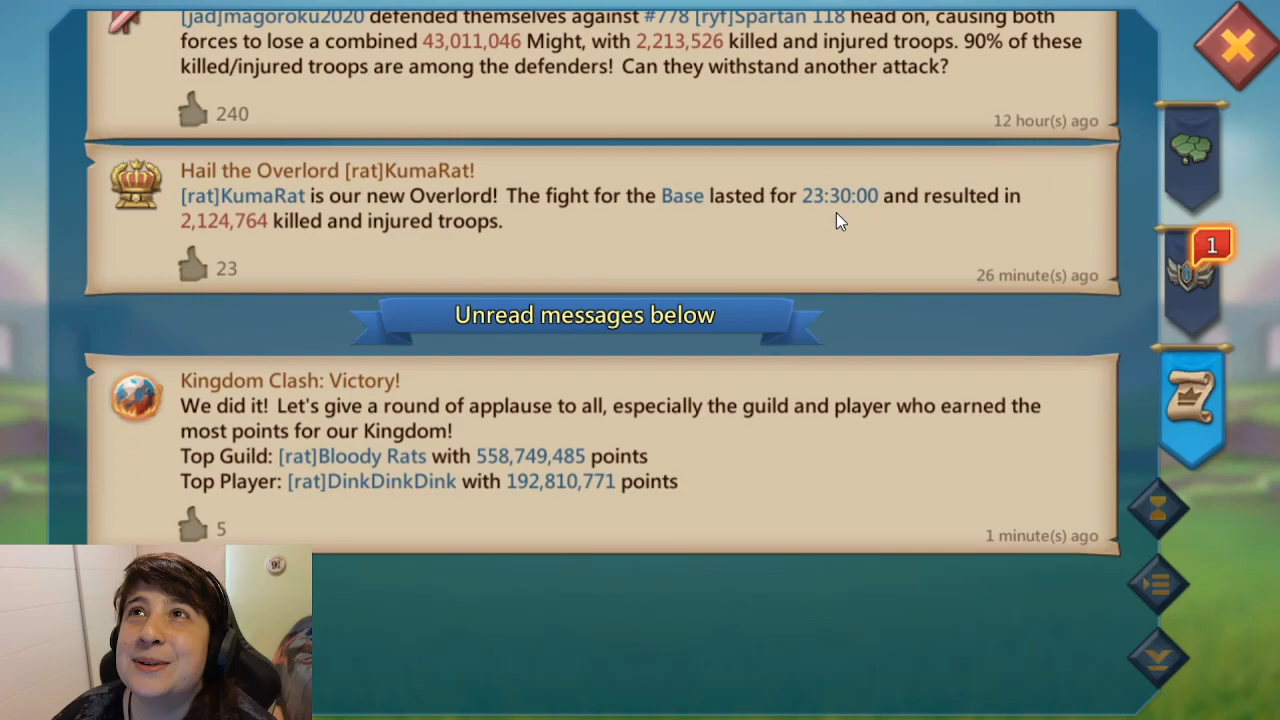 [jad]magoroku2020 defended themselves against #778 [ryf]Spartan 118 head on, causing both
forces to lose a combined 43,011,046 Might, with 2,213,526 killed and injured troops. 90% of these
killed/injured troops are among the defenders! Can they withstand another attack?
240
12 hour(s) ago
Hail the Overlord [rat]KumaRat!
[rat]KumaRat is our new Overlord! The fight for the Base lasted for 23:30:00 and resulted in
2,124,764 killed and injured troops.
23
26 minute(s) ago
1
Unread messages below
Kingdom Clash: Victory!
We did it! Let's give a round of applause to all, especially the guild and player who earned the
most points for our Kingdom!
Top Guild: [rat]Bloody Rats with 558,749,485 points
Top Player: [rat]DinkDinkDink with 192,810,771 points
5
1 minute(s) ago